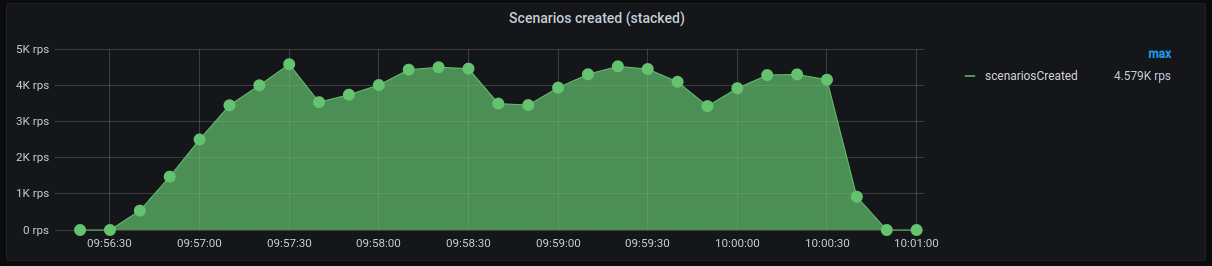 Scenarios created (stacked)
5K rps
4K rps
3K rps
2K rps
1K rps
0 rps
09:56:30 09:57:00 09:57:30 09:58:00 09:58:30 09:59:00 09:59:30 10:00:00 10:00:30 10:01:00
max
scenariosCreated 4.579K rps